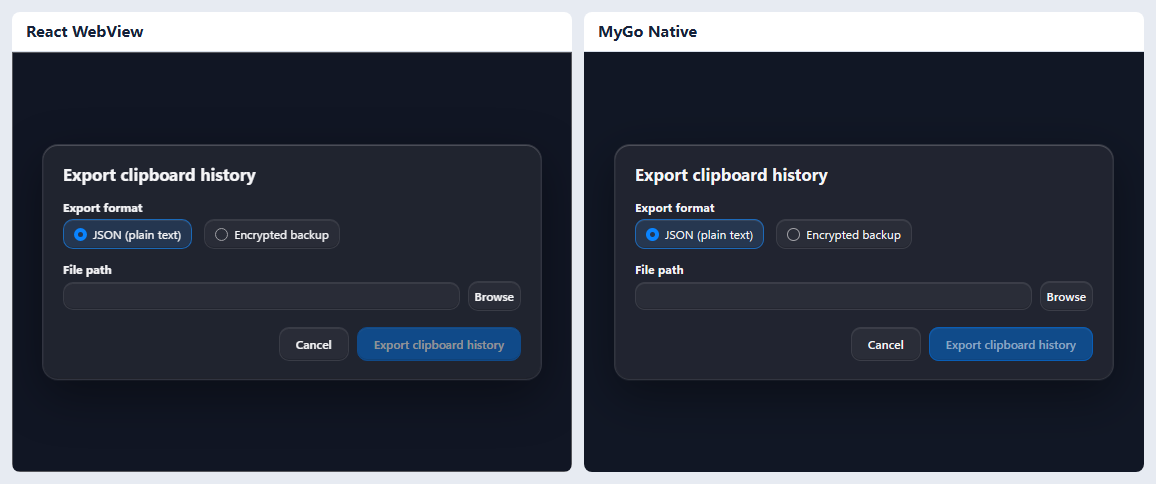 React WebView
Export clipboard history
Export format
JSON (plain text) Encrypted backup
File path
Browse
Cancel Export clipboard history
MyGo Native
Export clipboard history
Export format
JSON (plain text) Encrypted backup
File path
Browse
Cancel Export clipboard history